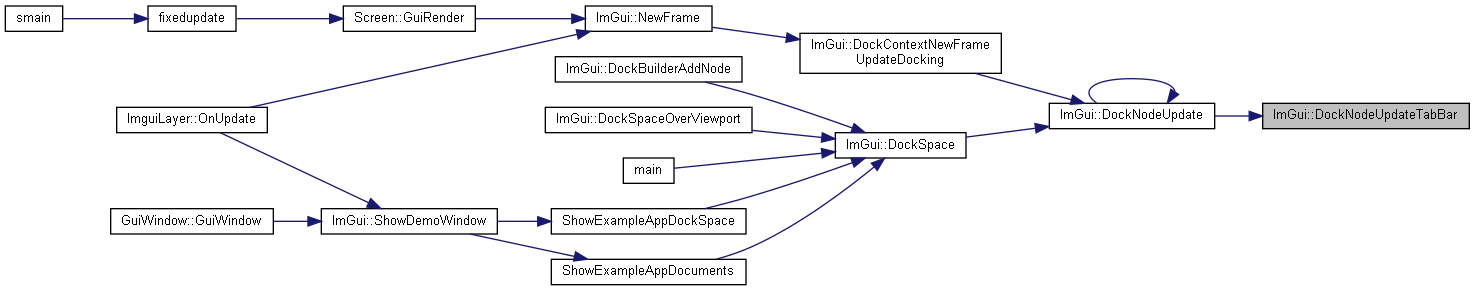 smain
fixedupdate
Screen::GuiRender
ImGui::NewFrame
ImGui::DockContextNewFrame
UpdateDocking
ImGui::DockBuilderAddNode
ImguiLayer::OnUpdate
ImGui::DockSpaceOverViewport
ImGui::DockNodeUpdate
ImGui::DockNodeUpdateTabBar
ImGui::DockSpace
main
GuiWindow::GuiWindow
ImGui::ShowDemoWindow
ShowExampleAppDockSpace
ShowExampleAppDocuments